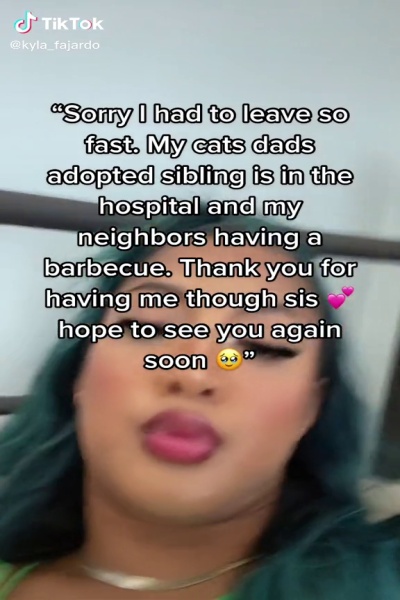 TikTok
@kyla_fajardo
“Sorry I had to leave so
fast. My cats dads
adopted sibling is in the
hospital and my
neighbors having a
barbecue. Thank you for
having me though sis 💕
hope to see you again
soon 🥹”